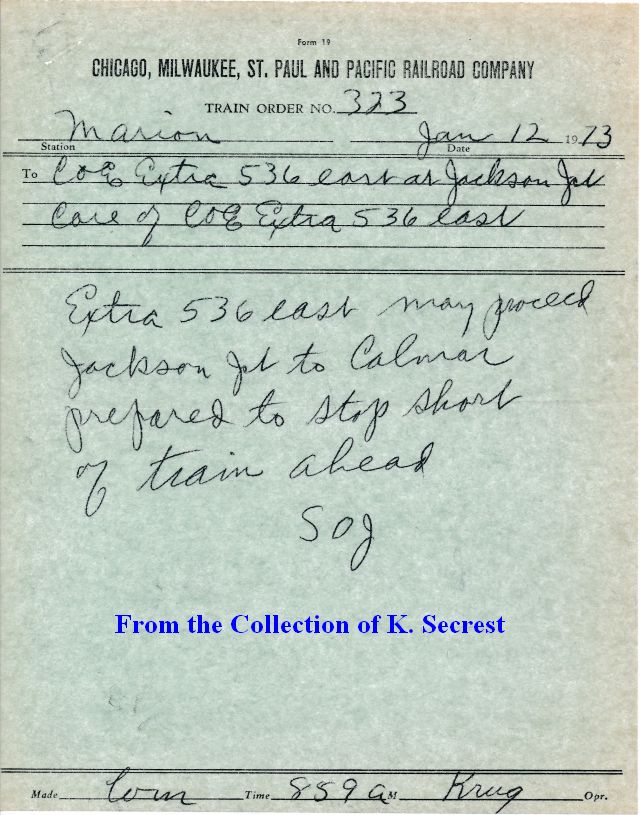 Form 19
CHICAGO, MILWAUKEE, ST. PAUL AND PACIFIC RAILROAD COMPANY
TRAIN ORDER NO. 323
Marion Jan 12 1973
Station Date
To C&E Extra 536 east at Jackson Jct
Care of C&E Extra 536 east
Extra 536 east may proceed
Jackson Jct to Calmar
prepared to stop short
of train ahead
SOJ
From the Collection of K. Secrest
Made Com Time 859 A M Krug Opr.